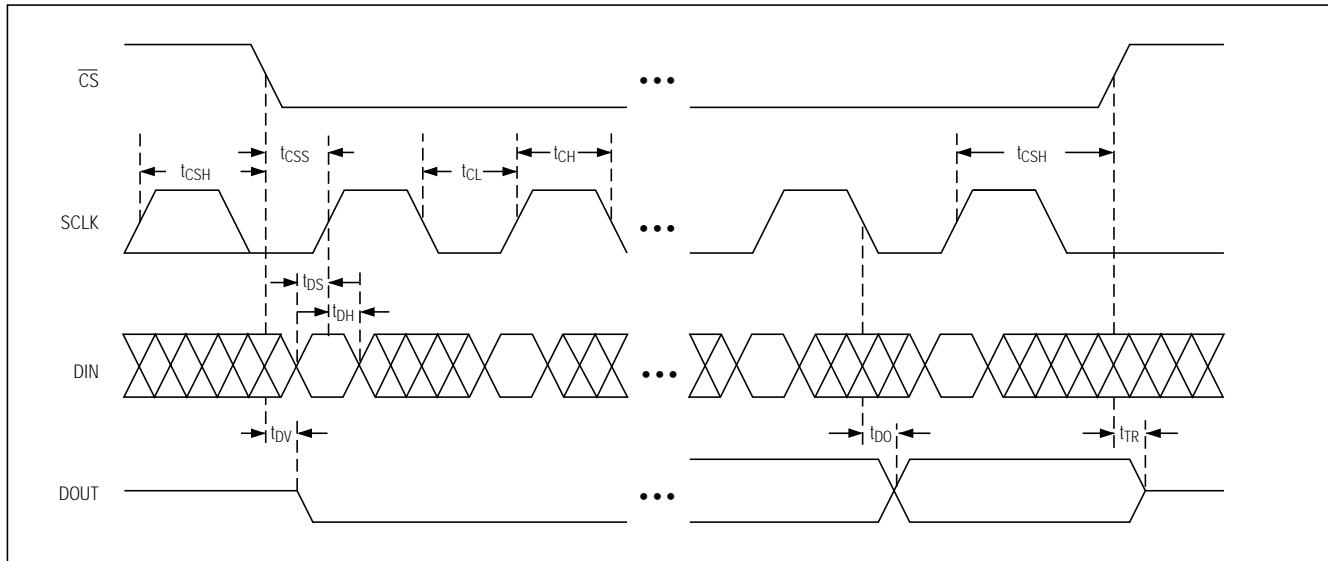 CS
•••
tCSH
tCSS
tCL
tCH
tCSH
SCLK
•••
tDS
tDH
DIN
•••
tDV
tDO
tTR
DOUT
•••